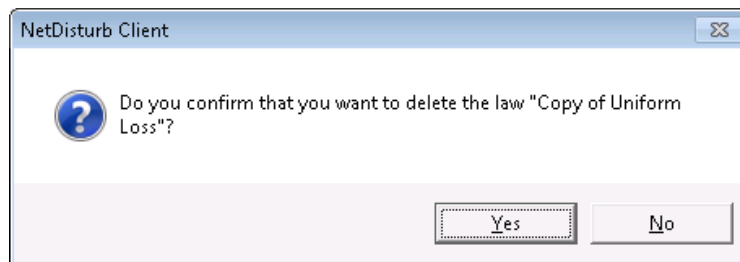 NetDisturb Client
Do you confirm that you want to delete the law "Copy of Uniform
Loss"?
Yes
No